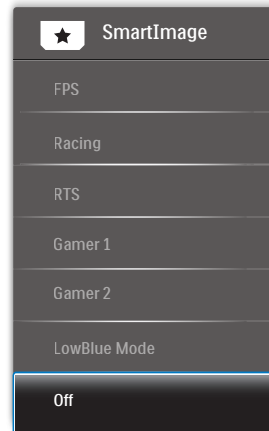 SmartImage
FPS
Racing
RTS
Gamer 1
Gamer 2
LowBlue Mode
Off